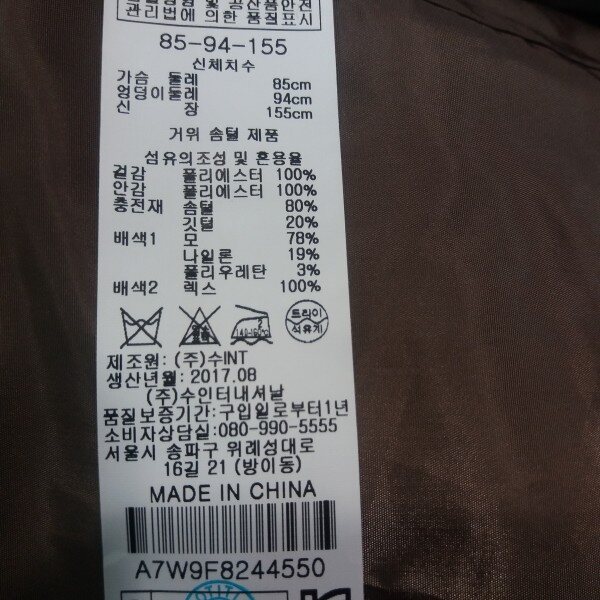 관리법에 의한 품질표시
85-94-155
신체치수
가슴 둘레 85cm
엉덩이둘레 94cm
신 장 155cm
거위 솜털 제품
섬유의조성 및 혼용율
겉감 폴리에스터 100%
안감 폴리에스터 100%
충전재 솜털 80%
깃털 20%
배색1 모 78%
나일론 19%
폴리우레탄 3%
배색2 렉스 100%
140-160℃
드라이
석유계
제조원: (주)수INT
생산년월: 2017.08
(주)수인터내셔날
품질보증기간: 구입일로부터1년
소비자상담실: 080-990-5555
서울시 송파구 위례성대로
16길 21 (방이동)
MADE IN CHINA
A7W9F8244550